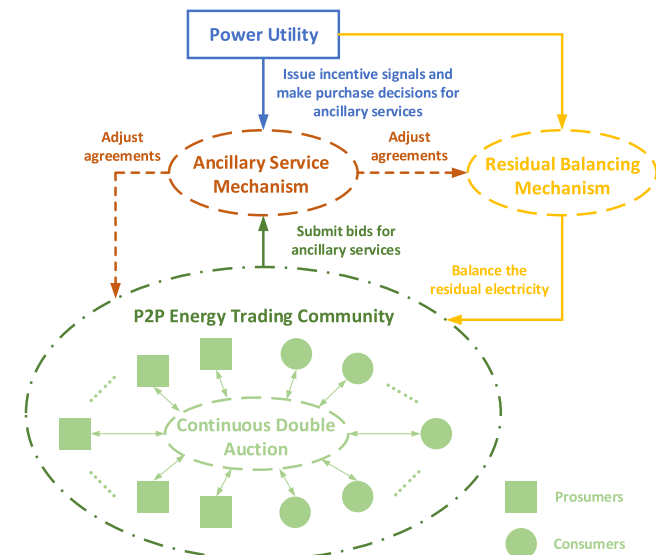 Power Utility
Issue incentive signals and
make purchase decisions for
ancillary services
Adjust
agreements
Ancillary Service
Mechanism
Adjust
agreements
Residual Balancing
Mechanism
Submit bids for
ancillary services
Balance the
residual electricity
P2P Energy Trading Community
Continuous Double
Auction
Prosumers
Consumers